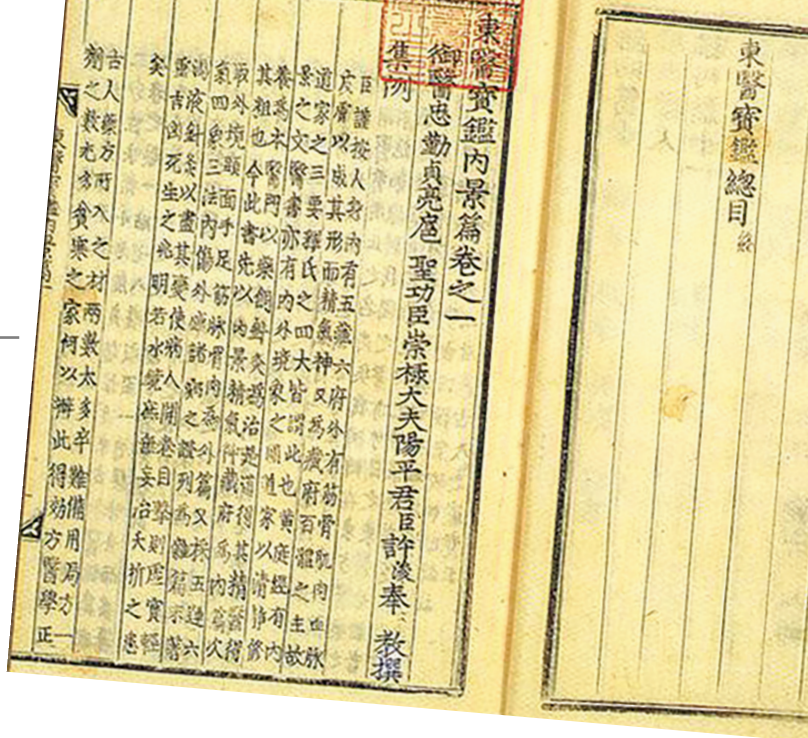 東醫寶鑑總目終
東醫寶鑑內景篇卷之一
御醫忠勤貞亮扈聖功臣崇祿大夫陽平君臣許浚奉教撰
集例
臣謹按人身內有五藏六府外有筋骨肌肉血脉
皮膚以成其形而精氣神又爲藏府百體之主故
道家之三要釋氏之四大皆謂此也黃庭經有內
景之文醫書亦有內外境象之圖道家以清靜修
養爲本醫門以藥餌針灸爲治是道得其精醫得
其粗也今此書先以內景精氣神藏府爲內篇次
取外境頭面手足筋脉骨肉爲外篇又採五運六
氣四象三法內傷外感諸病之證列爲雜篇末著
湯液針灸以盡其變使病人開卷目擊則虛實輕
重吉凶死生之兆明若水鏡庶無妄治夭折之患
矣
古人藥方所入之材兩數太多卒難備用局方一
劑之數尤多貧寒之家何以辦此得効方醫學正